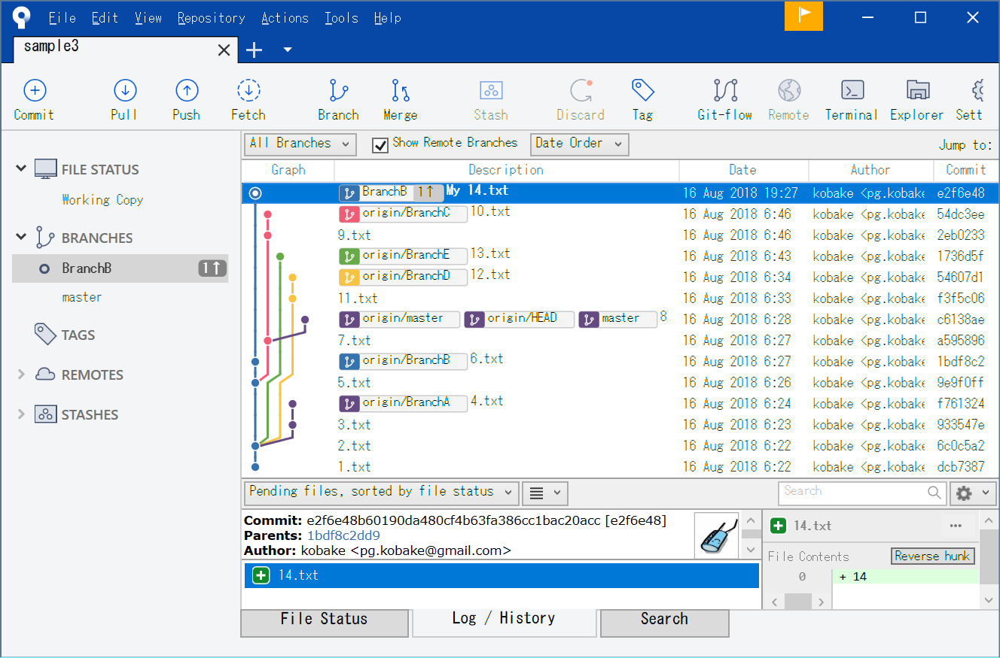 File Edit View Repository Actions Tools Help
sample3
Commit Pull Push Fetch Branch Merge Stash Discard Tag Git-flow Remote Terminal Explorer Sett
All Branches Show Remote Branches Date Order Jump to:
Graph Description Date Author Commit
BranchB 1↑ My 14.txt 16 Aug 2018 19:27 kobake <pg.kobake e2f6e48
origin/BranchC 10.txt 16 Aug 2018 6:46 kobake <pg.kobake 54dc3ee
9.txt 16 Aug 2018 6:46 kobake <pg.kobake 2eb0233
origin/BranchE 13.txt 16 Aug 2018 6:43 kobake <pg.kobake 1736d5f
origin/BranchD 12.txt 16 Aug 2018 6:34 kobake <pg.kobake 54607d1
11.txt 16 Aug 2018 6:33 kobake <pg.kobake f3f5c06
origin/master origin/HEAD master 8 16 Aug 2018 6:28 kobake <pg.kobake c6138ae
7.txt 16 Aug 2018 6:27 kobake <pg.kobake a595896
origin/BranchB 6.txt 16 Aug 2018 6:27 kobake <pg.kobake 1bdf8c2
5.txt 16 Aug 2018 6:26 kobake <pg.kobake 9e9f0ff
origin/BranchA 4.txt 16 Aug 2018 6:24 kobake <pg.kobake f761324
3.txt 16 Aug 2018 6:23 kobake <pg.kobake 933547e
2.txt 16 Aug 2018 6:22 kobake <pg.kobake 6c0c5a2
1.txt 16 Aug 2018 6:22 kobake <pg.kobake dcb7387
FILE STATUS
Working Copy
BRANCHES
BranchB 1↑
master
TAGS
REMOTES
STASHES
Pending files, sorted by file status Search
Commit: e2f6e48b60190da480cf4b63fa386cc1bac20acc [e2f6e48]
Parents: 1bdf8c2dd9
Author: kobake <pg.kobake@gmail.com>
14.txt
14.txt ...
File Contents Reverse hunk
0 + 14
File Status Log / History Search